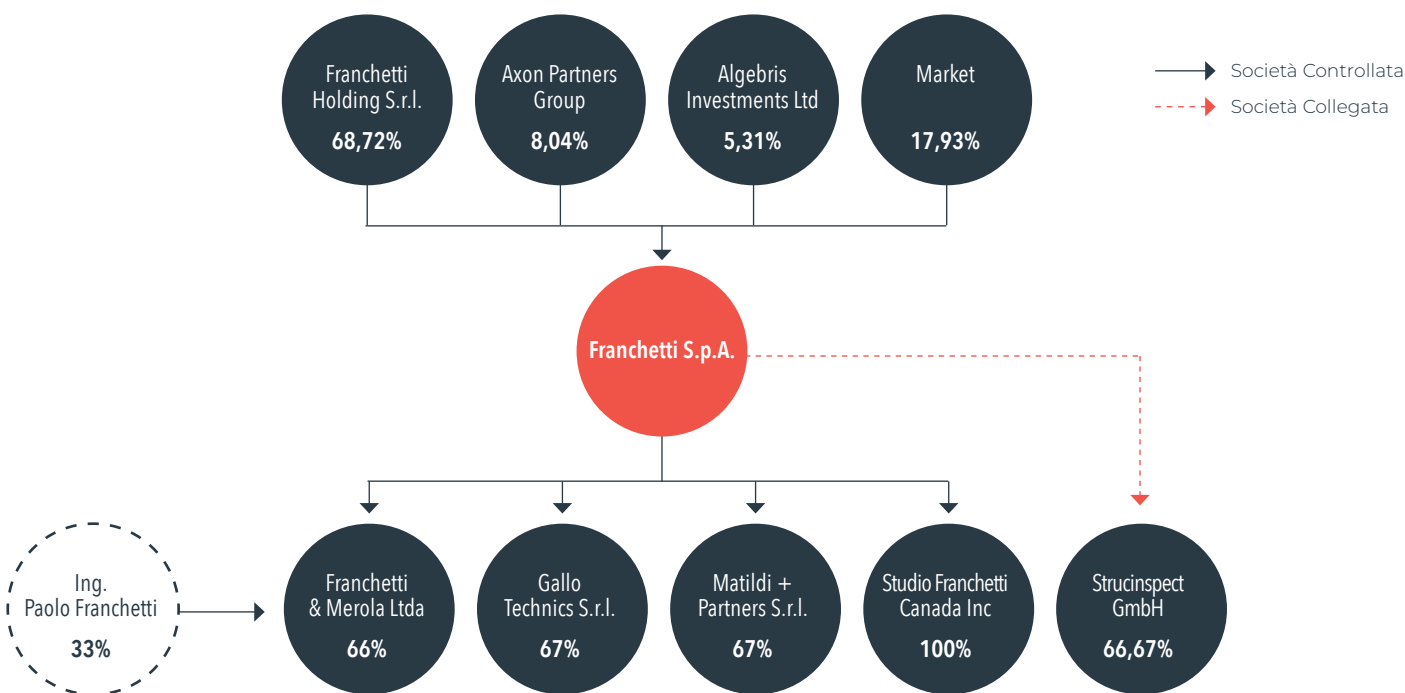 Franchetti
Holding S.r.l.
68,72%
Axon Partners
Group
8,04%
Algebris
Investments Ltd
5,31%
Market
17,93%
Società Controllata
Società Collegata
Franchetti S.p.A.
Ing.
Paolo Franchetti
33%
Franchetti
& Merola Ltda
66%
Gallo
Technics S.r.l.
67%
Matildi +
Partners S.r.l.
67%
Studio Franchetti
Canada Inc
100%
Strucinspect
GmbH
66,67%